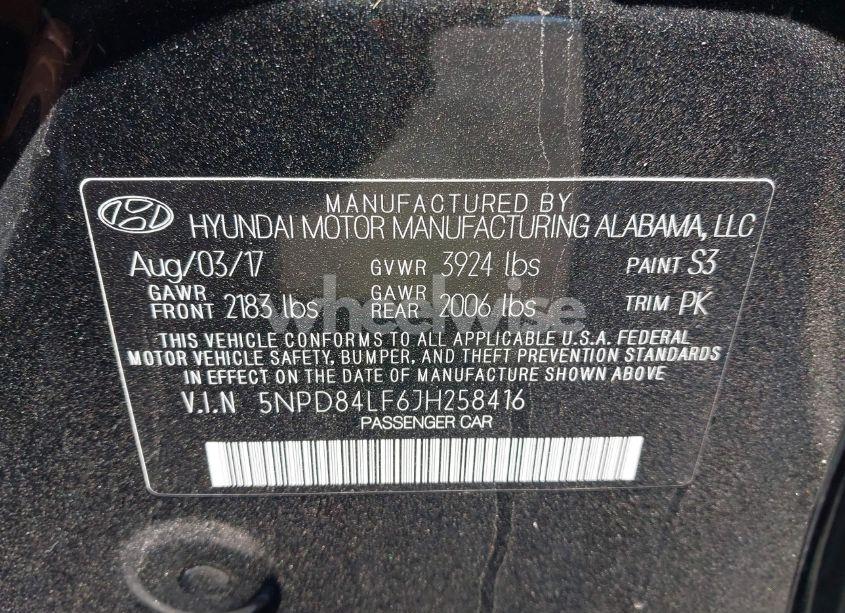 MANUFACTURED BY
HYUNDAI MOTOR MANUFACTURING ALABAMA, LLC
Aug/03/17 GVWR 3924 lbs PAINT S3
GAWR FRONT 2183 lbs GAWR REAR 2006 lbs TRIM PK
THIS VEHICLE CONFORMS TO ALL APPLICABLE U.S.A. FEDERAL
MOTOR VEHICLE SAFETY, BUMPER, AND THEFT PREVENTION STANDARDS
IN EFFECT ON THE DATE OF MANUFACTURE SHOWN ABOVE
V.I.N 5NPD84LF6JH258416
PASSENGER CAR
wheelwise